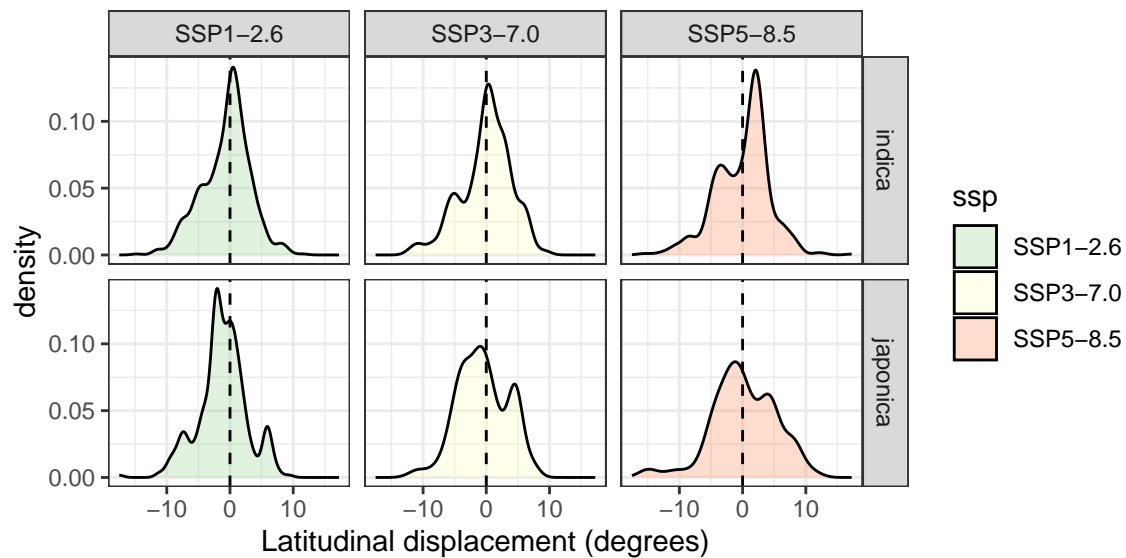 SSP1−2.6 SSP3−7.0 SSP5−8.5
0.10
0.05
0.00
indica
0.10
0.05
0.00
japonica
−10 0 10 −10 0 10 −10 0 10
Latitudinal displacement (degrees)
density
ssp
SSP1−2.6
SSP3−7.0
SSP5−8.5